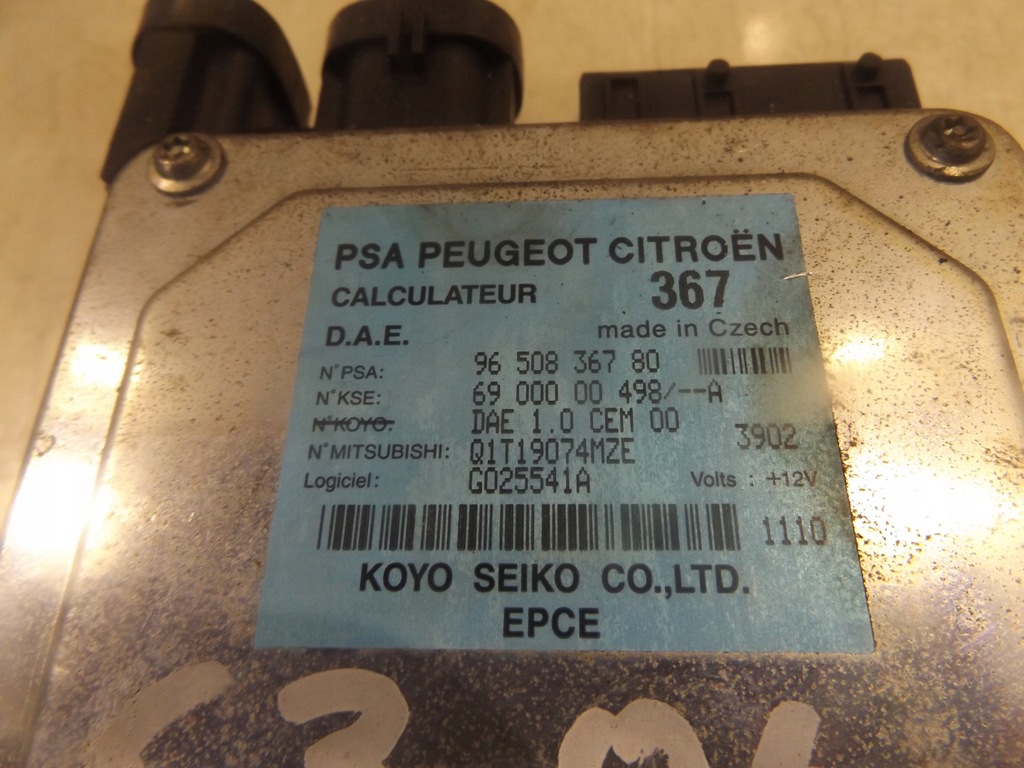 PSA PEUGEOT CITROËN
CALCULATEUR 367
D.A.E. made in Czech
N°PSA: 96 508 367 80
N°KSE: 69 000 00 498/--A
N°KOYO: DAE 1.0 CEM 00
3902
N°MITSUBISHI: Q1T19074MZE
Logiciel: G025541A Volts : +12V
1110
KOYO SEIKO CO.,LTD.
EPCE
C3